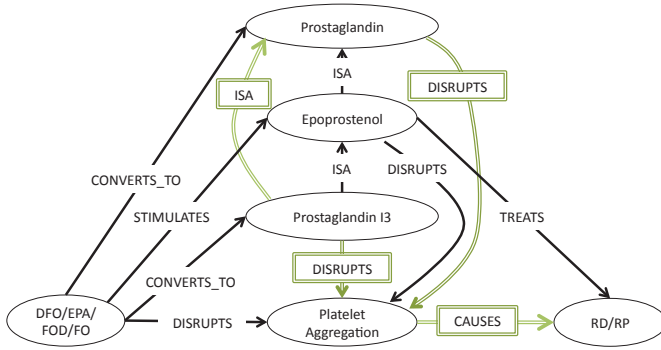 Prostaglandin
ISA
ISA
DISRUPTS
Epoprostenol
CONVERTS_TO
ISA
DISRUPTS
STIMULATES
Prostaglandin I3
TREATS
CONVERTS_TO
DISRUPTS
DFO/EPA/
FOD/FO
DISRUPTS
Platelet
Aggregation
CAUSES
RD/RP